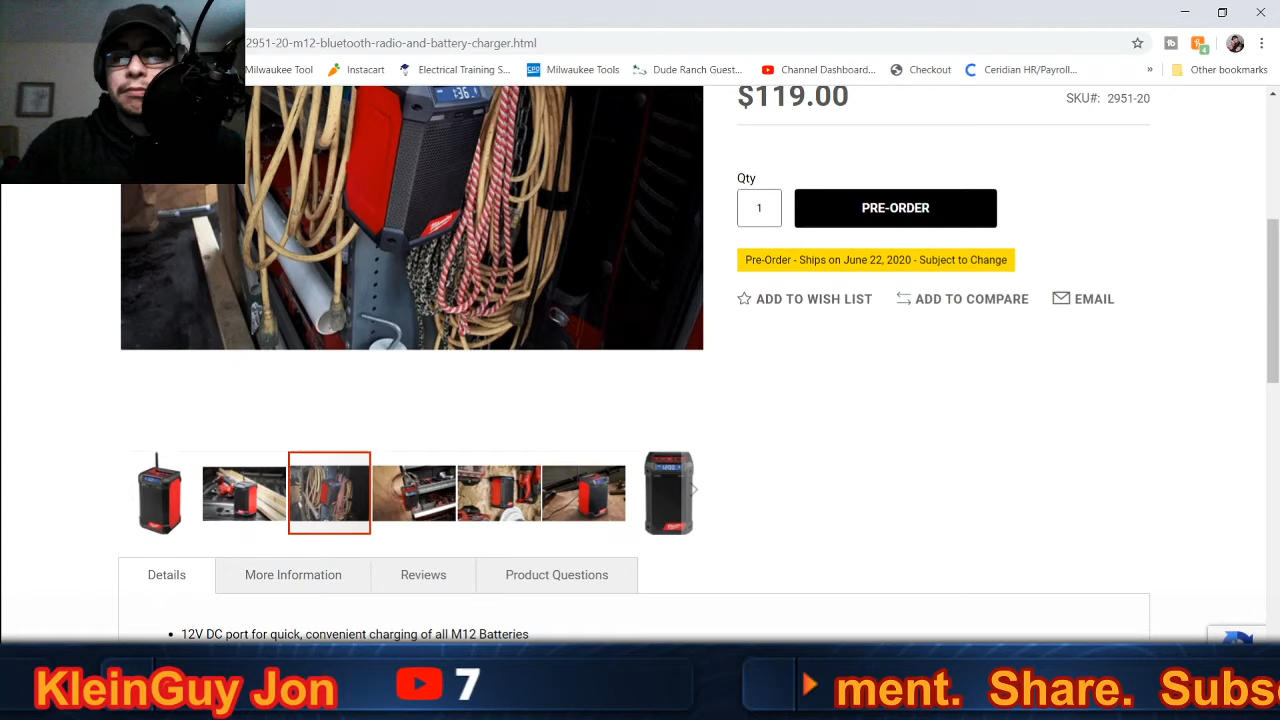 2951-20-m12-bluetooth-radio-and-battery-charger.html
Milwaukee Tool
Instacart
Electrical Training S...
CPO
Milwaukee Tools
Dude Ranch Guest...
Channel Dashboard...
Checkout
Ceridian HR/Payroll...
»
Other bookmarks
$119.00
SKU#: 2951-20
Qty
1
PRE-ORDER
Pre-Order - Ships on June 22, 2020 - Subject to Change
ADD TO WISH LIST
ADD TO COMPARE
EMAIL
Details
More Information
Reviews
Product Questions
• 12V DC port for quick, convenient charging of all M12 Batteries
KleinGuy Jon
7
ment. Share. Subs